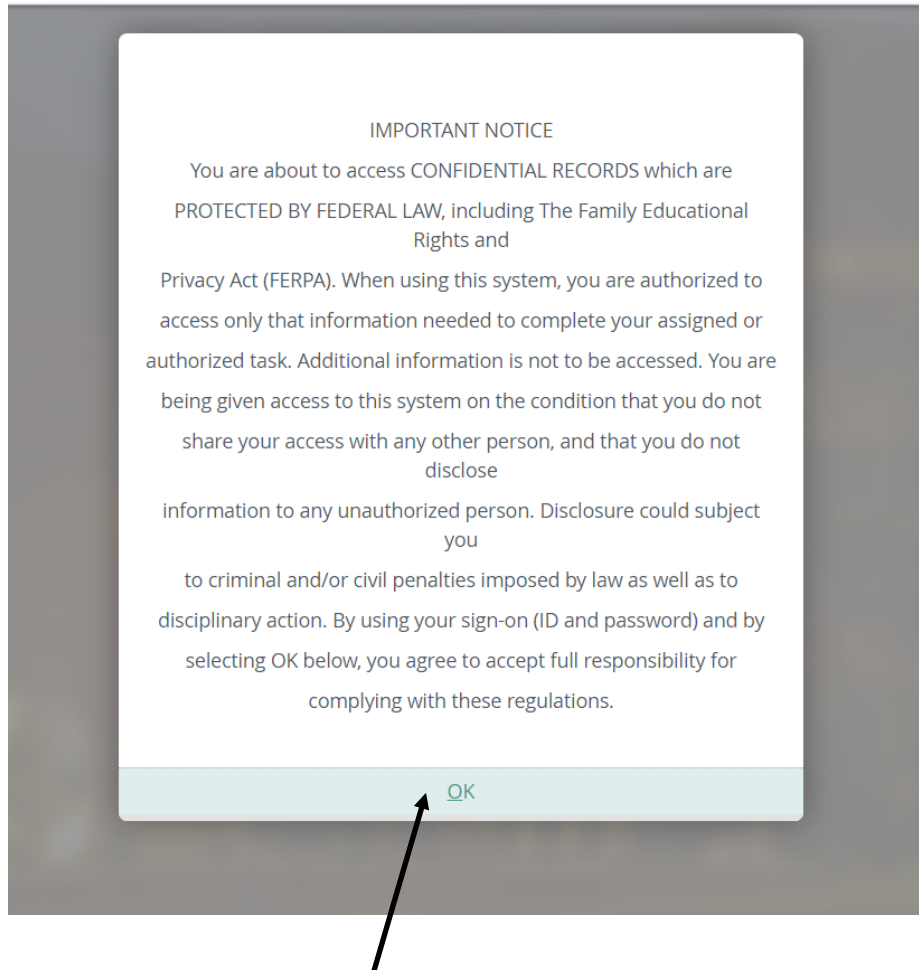 IMPORTANT NOTICE
You are about to access CONFIDENTIAL RECORDS which are
PROTECTED BY FEDERAL LAW, including The Family Educational
Rights and
Privacy Act (FERPA). When using this system, you are authorized to
access only that information needed to complete your assigned or
authorized task. Additional information is not to be accessed. You are
being given access to this system on the condition that you do not
share your access with any other person, and that you do not
disclose
information to any unauthorized person. Disclosure could subject
you
to criminal and/or civil penalties imposed by law as well as to
disciplinary action. By using your sign-on (ID and password) and by
selecting OK below, you agree to accept full responsibility for
complying with these regulations.
OK